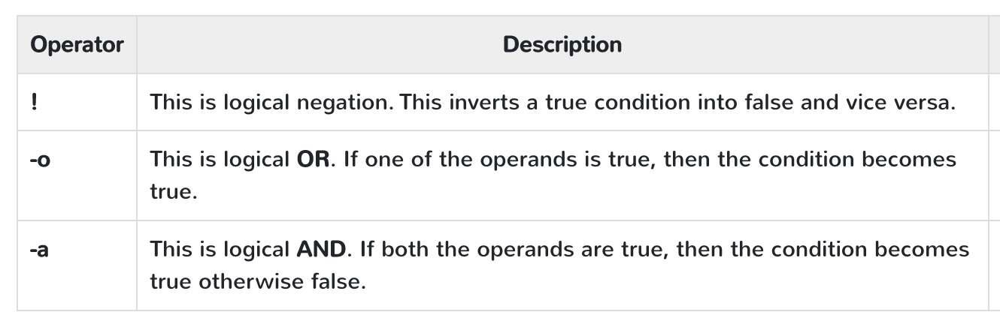 Operator Description
! This is logical negation. This inverts a true condition into false and vice versa.
-o This is logical OR. If one of the operands is true, then the condition becomes
true.
-a This is logical AND. If both the operands are true, then the condition becomes
true otherwise false.